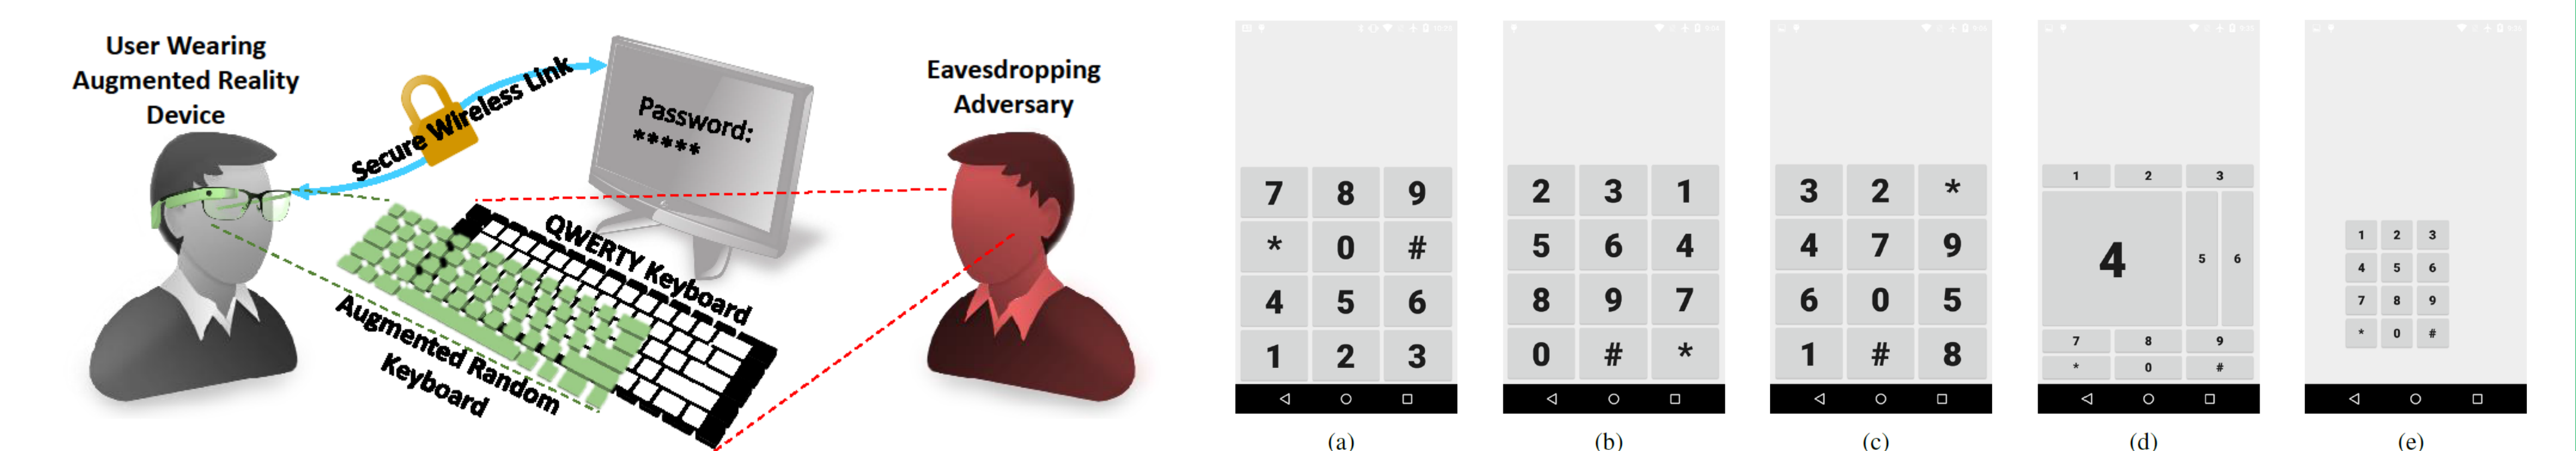 User Wearing
Augmented Reality
Device
Secure Wireless Link
Password:
*****
Eavesdropping
Adversary
QWERTY Keyboard
Augmented Random
Keyboard
7 8 9
* 0 #
4 5 6
1 2 3
(a)
2 3 1
5 6 4
8 9 7
0 # *
(b)
3 2 *
4 7 9
6 0 5
1 # 8
(c)
1 2 3
4 5 6
7 8 9
* 0 #
(d)
1 2 3
4 5 6
7 8 9
* 0 #
(e)